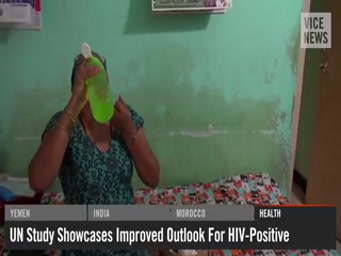 VICE
NEWS
YEMEN INDIA MOROCCO HEALTH
UN Study Showcases Improved Outlook For HIV-Positive